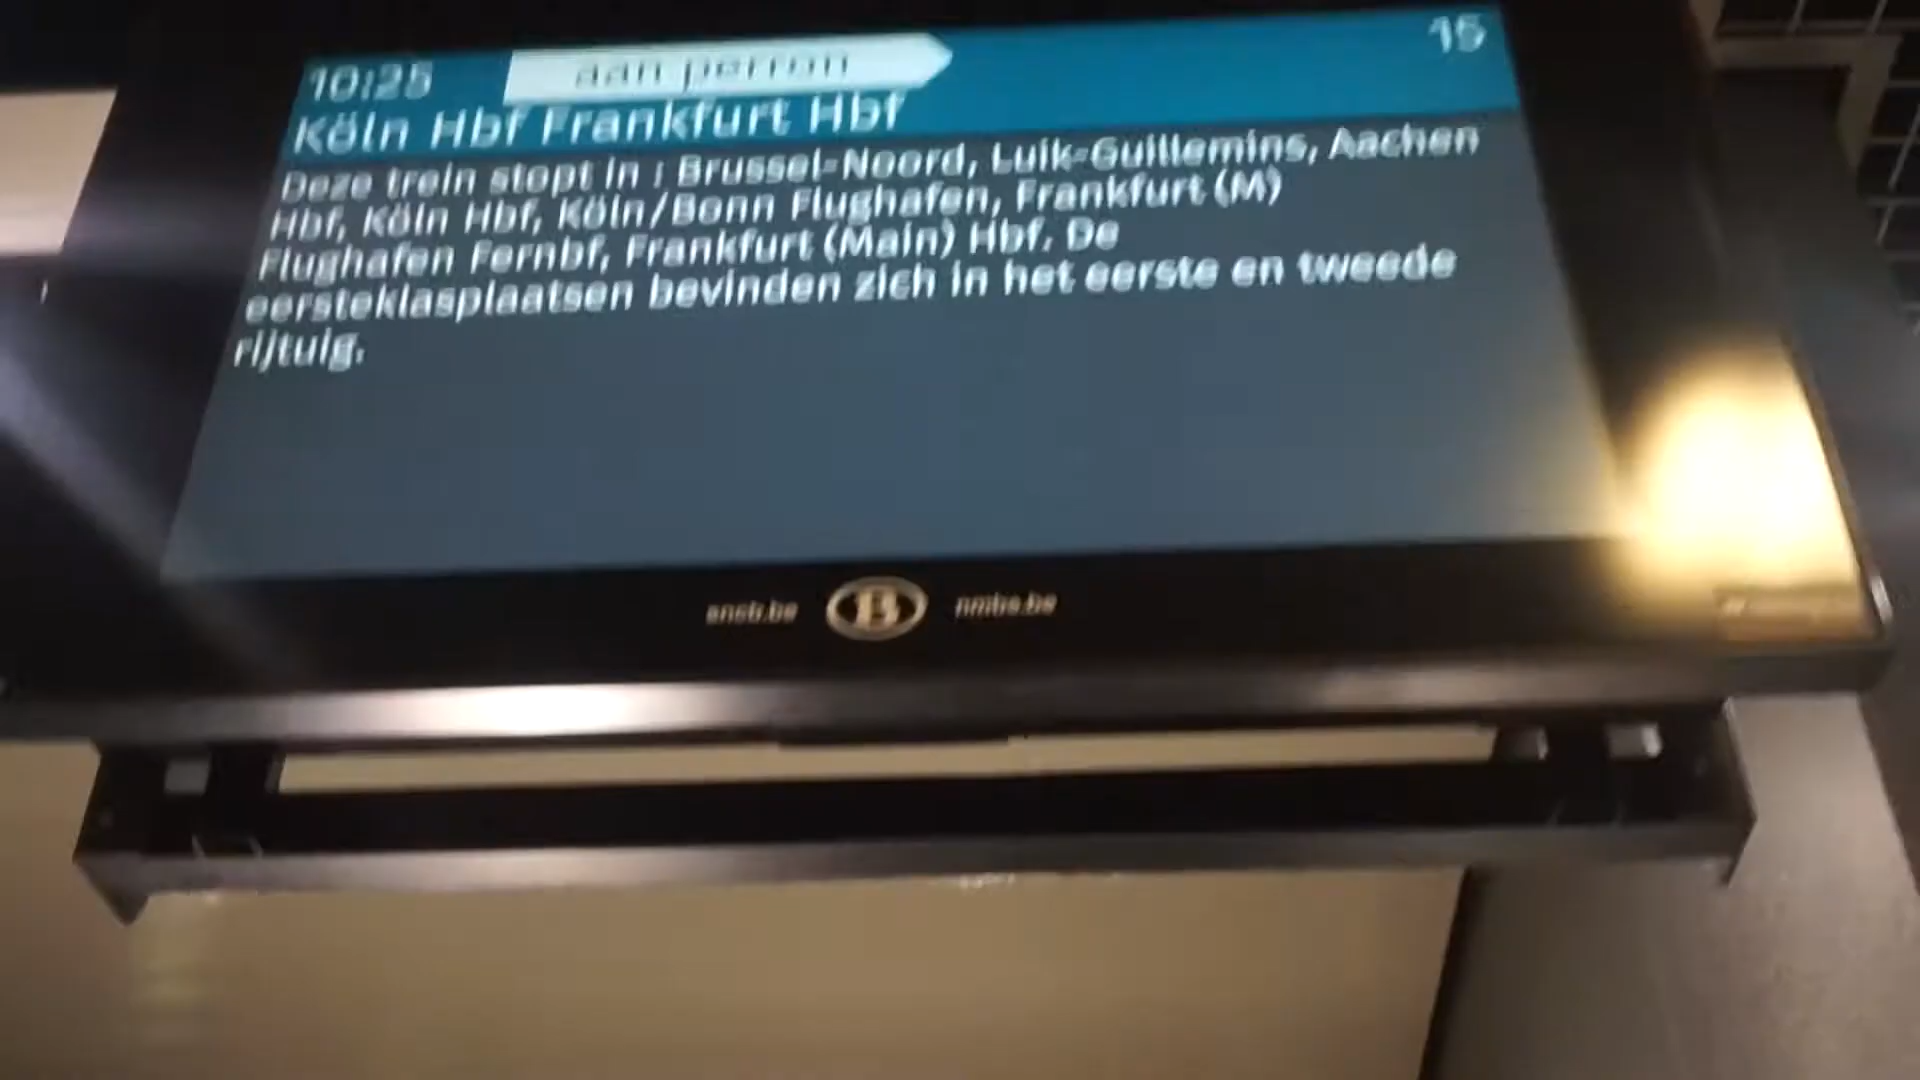 10:25 aan perron 15
Köln Hbf Frankfurt Hbf
Deze trein stopt in : Brussel-Noord, Luik-Guillemins, Aachen
Hbf, Köln Hbf, Köln/Bonn Flughafen, Frankfurt (M)
Flughafen Fernbf, Frankfurt (Main) Hbf. De
eersteklasplaatsen bevinden zich in het eerste en tweede
rijtuig.
sncb.be B nmbs.be